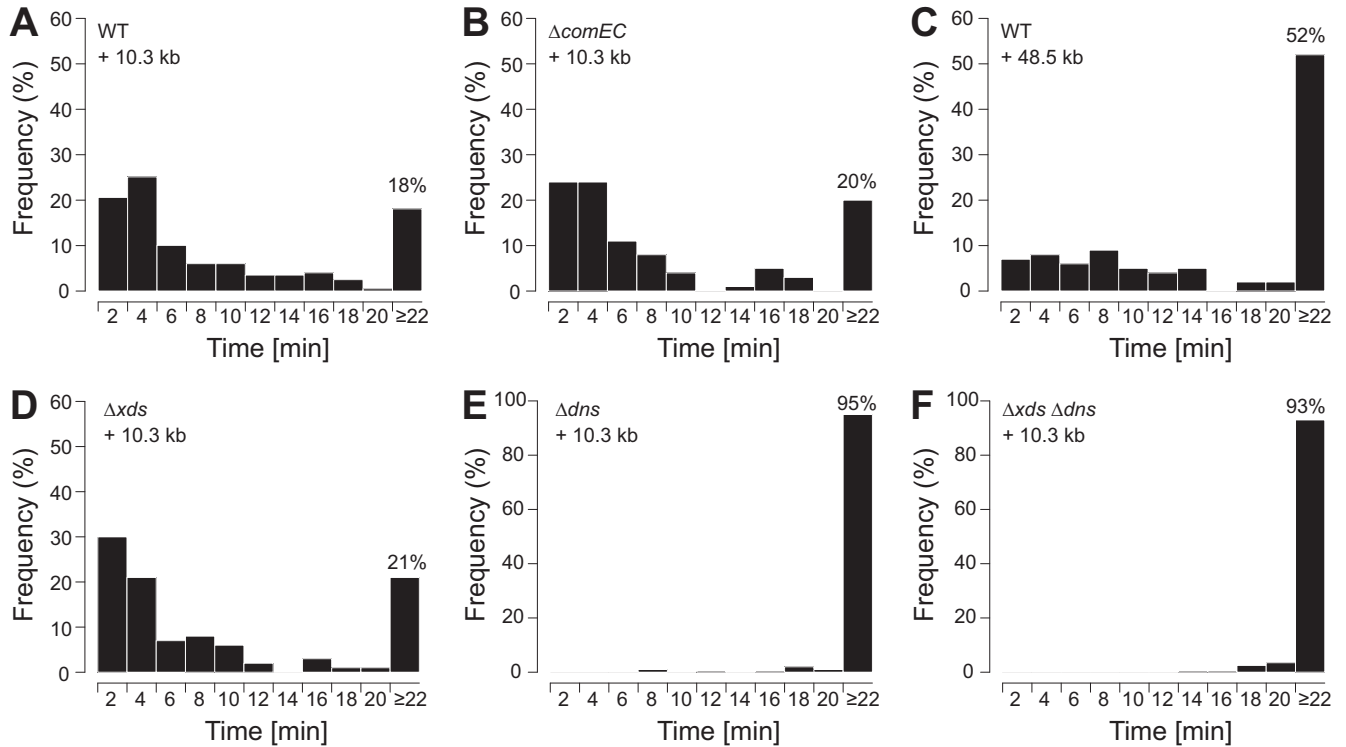 A
WT
+ 10.3 kb
60
50
40
30
20
10
0
Frequency (%)
18%
2 4 6 8 10 12 14 16 18 20 ≥22
Time [min]
B
ΔcomEC
+ 10.3 kb
60
50
40
30
20
10
0
Frequency (%)
20%
2 4 6 8 10 12 14 16 18 20 ≥22
Time [min]
C
WT
+ 48.5 kb
60
50
40
30
20
10
0
Frequency (%)
52%
2 4 6 8 10 12 14 16 18 20 ≥22
Time [min]
D
Δxds
+ 10.3 kb
60
50
40
30
20
10
0
Frequency (%)
21%
2 4 6 8 10 12 14 16 18 20 ≥22
Time [min]
E
Δdns
+ 10.3 kb
100
80
60
40
20
0
Frequency (%)
95%
2 4 6 8 10 12 14 16 18 20 ≥22
Time [min]
F
Δxds Δdns
+ 10.3 kb
100
80
60
40
20
0
Frequency (%)
93%
2 4 6 8 10 12 14 16 18 20 ≥22
Time [min]